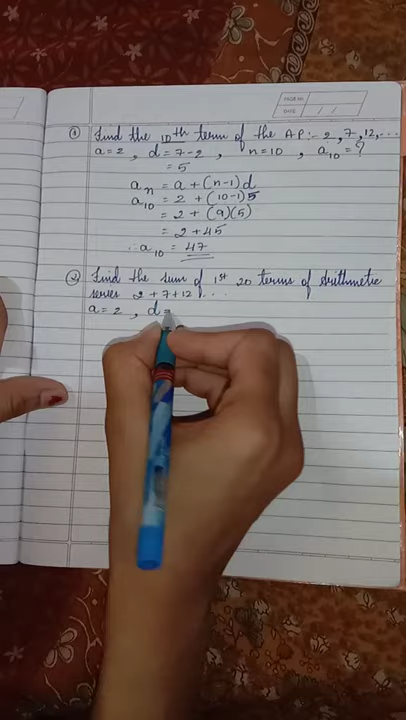 PAGE NO.
DATE / /
① Find the 10th term of the AP:- 2, 7, 12, ...
a = 2 , d = 7-2 , n=10 , a10 = ?
= 5
an = a + (n-1)d
a10 = 2 + (10-1)5
= 2 + (9)(5)
= 2 + 45
∴ a10 = 47
② Find the sum of 1st 20 terms of Arithmetic
series 2 + 7 + 12 ...
a = 2 , d =